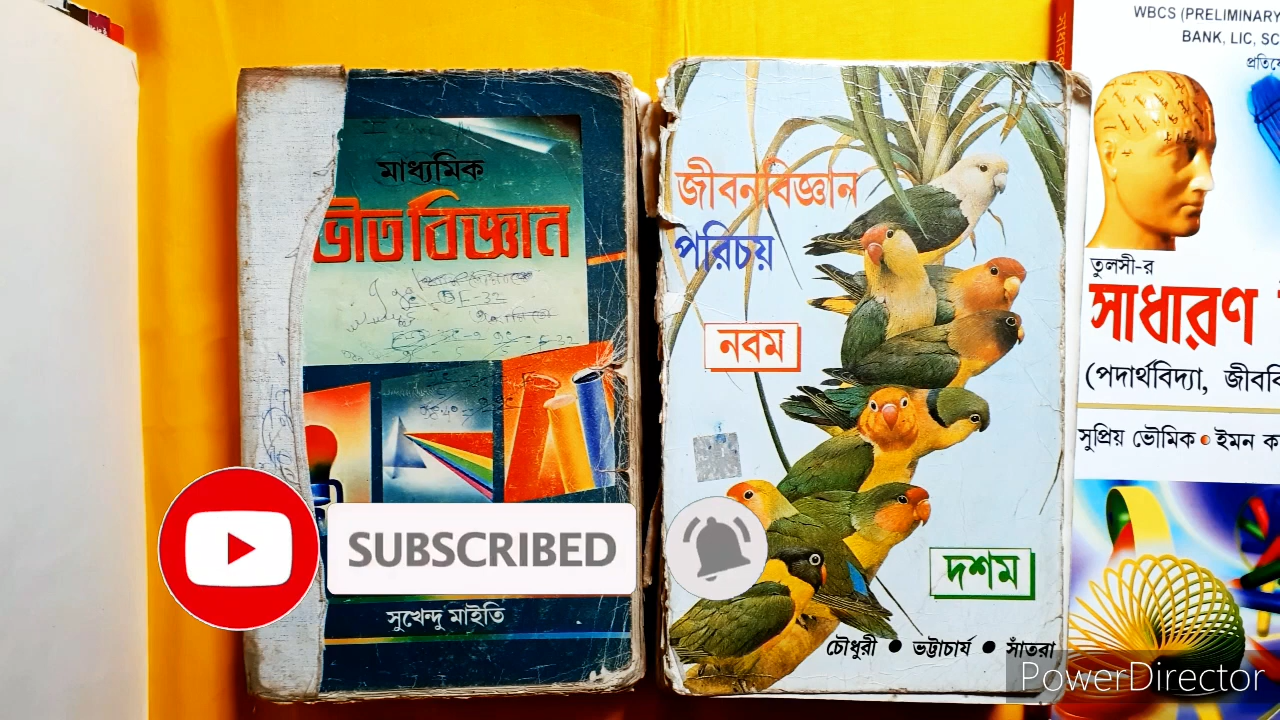 মাধ্যমিক
ভীতবিজ্ঞান
সুখেন্দু মাইতি
SUBSCRIBED
জীবনবিজ্ঞান
পরিচয়
নবম
দশম
চৌধুরী • ভট্টাচার্য • সাঁতরা
WBCS (PRELIMINARY
BANK, LIC, SC
তুলসী-র
সাধারণ
(পদার্থবিদ্যা, জীববি
সুপ্রিয় ভৌমিক • ইমন ক
PowerDirector